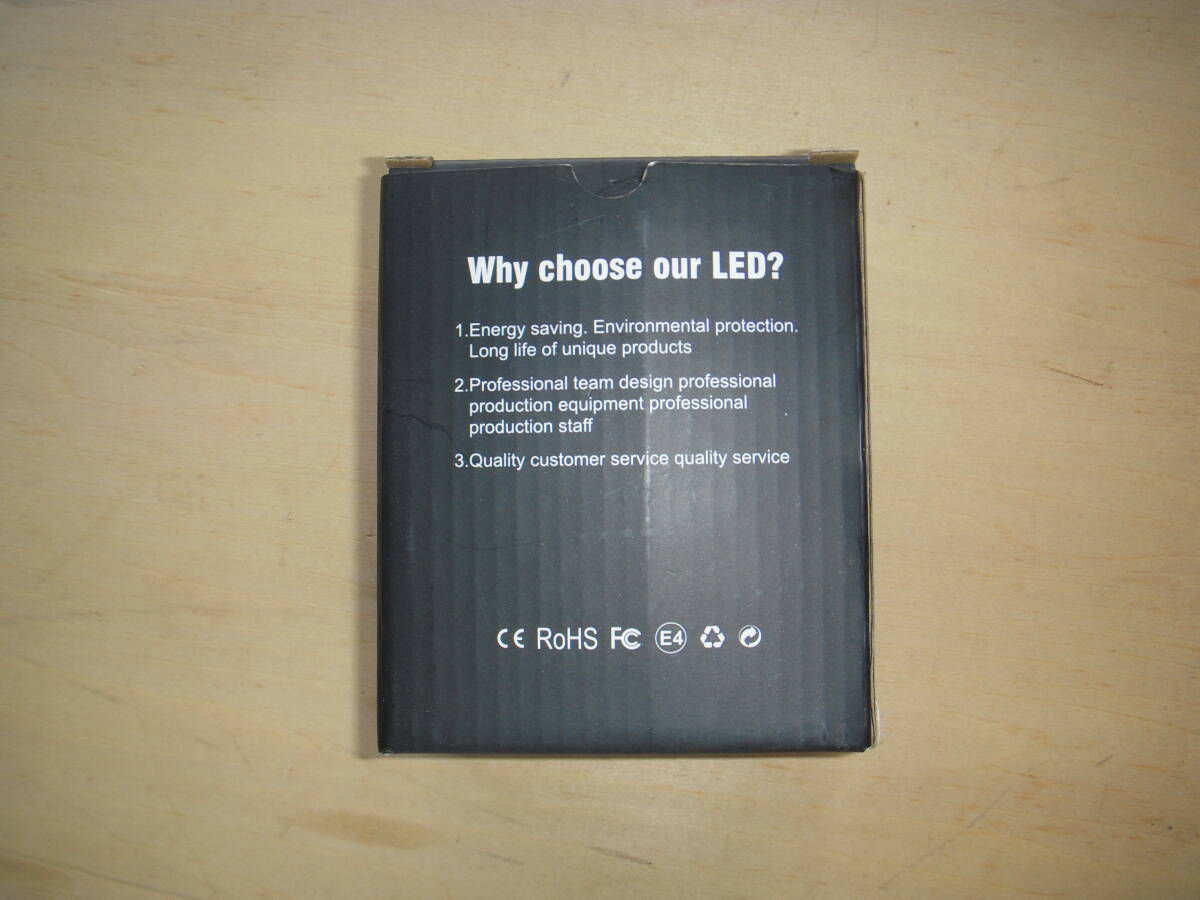 Why choose our LED?
1.Energy saving. Environmental protection.
Long life of unique products
2.Professional team design professional
production equipment professional
production staff
3.Quality customer service quality service
CE RoHS FC E4